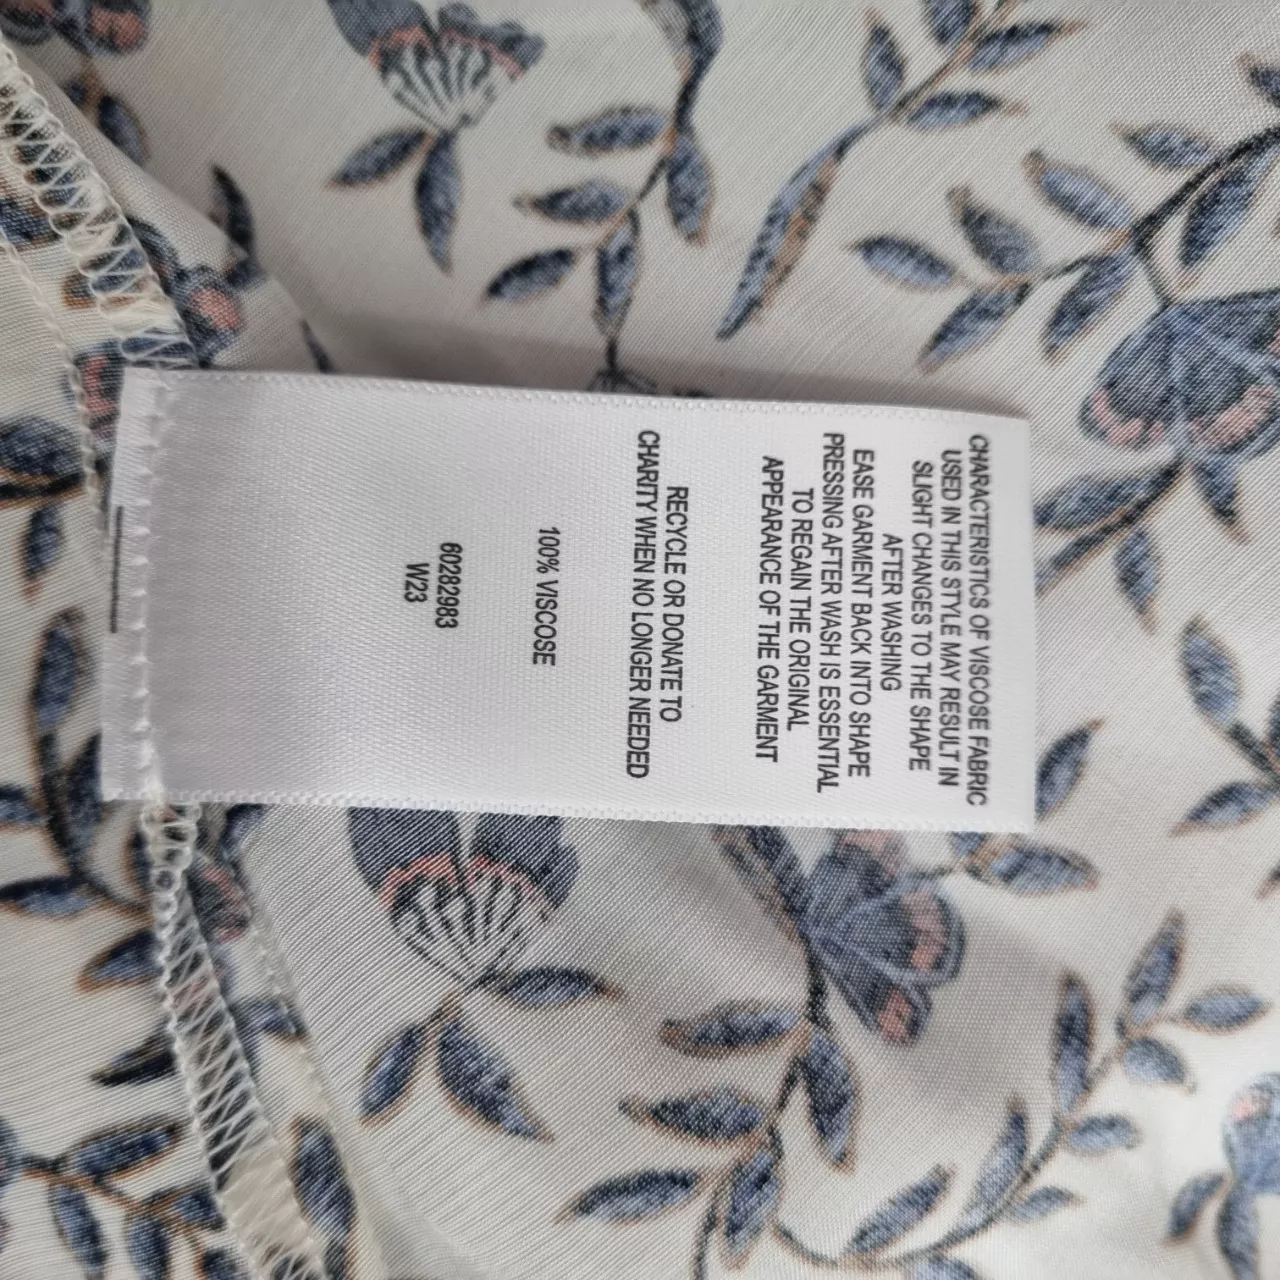 CHARACTERISTICS OF VISCOSE FABRIC
USED IN THIS STYLE MAY RESULT IN
SLIGHT CHANGES TO THE SHAPE
AFTER WASHING
EASE GARMENT BACK INTO SHAPE
PRESSING AFTER WASH IS ESSENTIAL
TO REGAIN THE ORIGINAL
APPEARANCE OF THE GARMENT
RECYCLE OR DONATE TO
CHARITY WHEN NO LONGER NEEDED
100% VISCOSE
60282983
W23